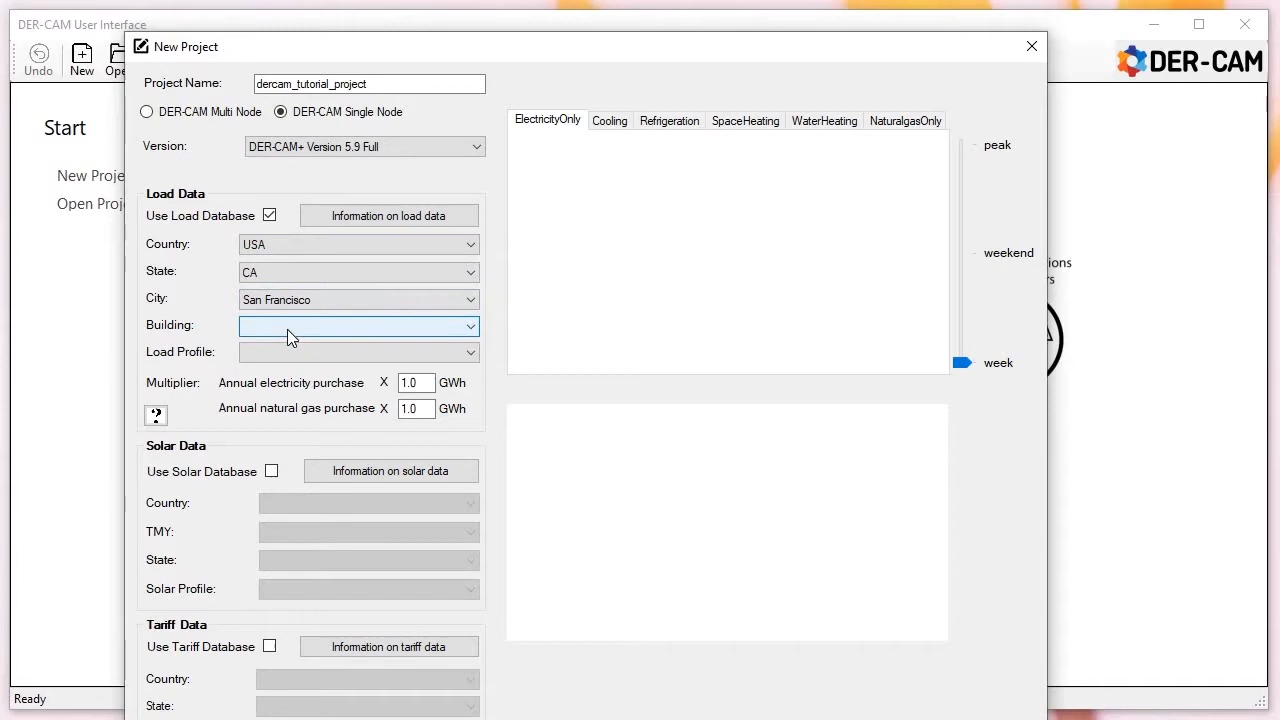 DER-CAM User Interface
Undo
New
Ope
DER-CAM
Start
New Proje
Open Proj
New Project
Project Name:
dercam_tutorial_project
DER-CAM Multi Node
DER-CAM Single Node
Version:
DER-CAM+ Version 5.9 Full
Load Data
Use Load Database
Information on load data
Country:
USA
State:
CA
City:
San Francisco
Building:
Load Profile:
Multiplier:
Annual electricity purchase X 1.0 GWh
?
Annual natural gas purchase X 1.0 GWh
Solar Data
Use Solar Database
Information on solar data
Country:
TMY:
State:
Solar Profile:
Tariff Data
Use Tariff Database
Information on tariff data
Country:
State:
ElectricityOnly
Cooling
Refrigeration
SpaceHeating
WaterHeating
NaturalgasOnly
peak
weekend
week
ions
rs
Ready